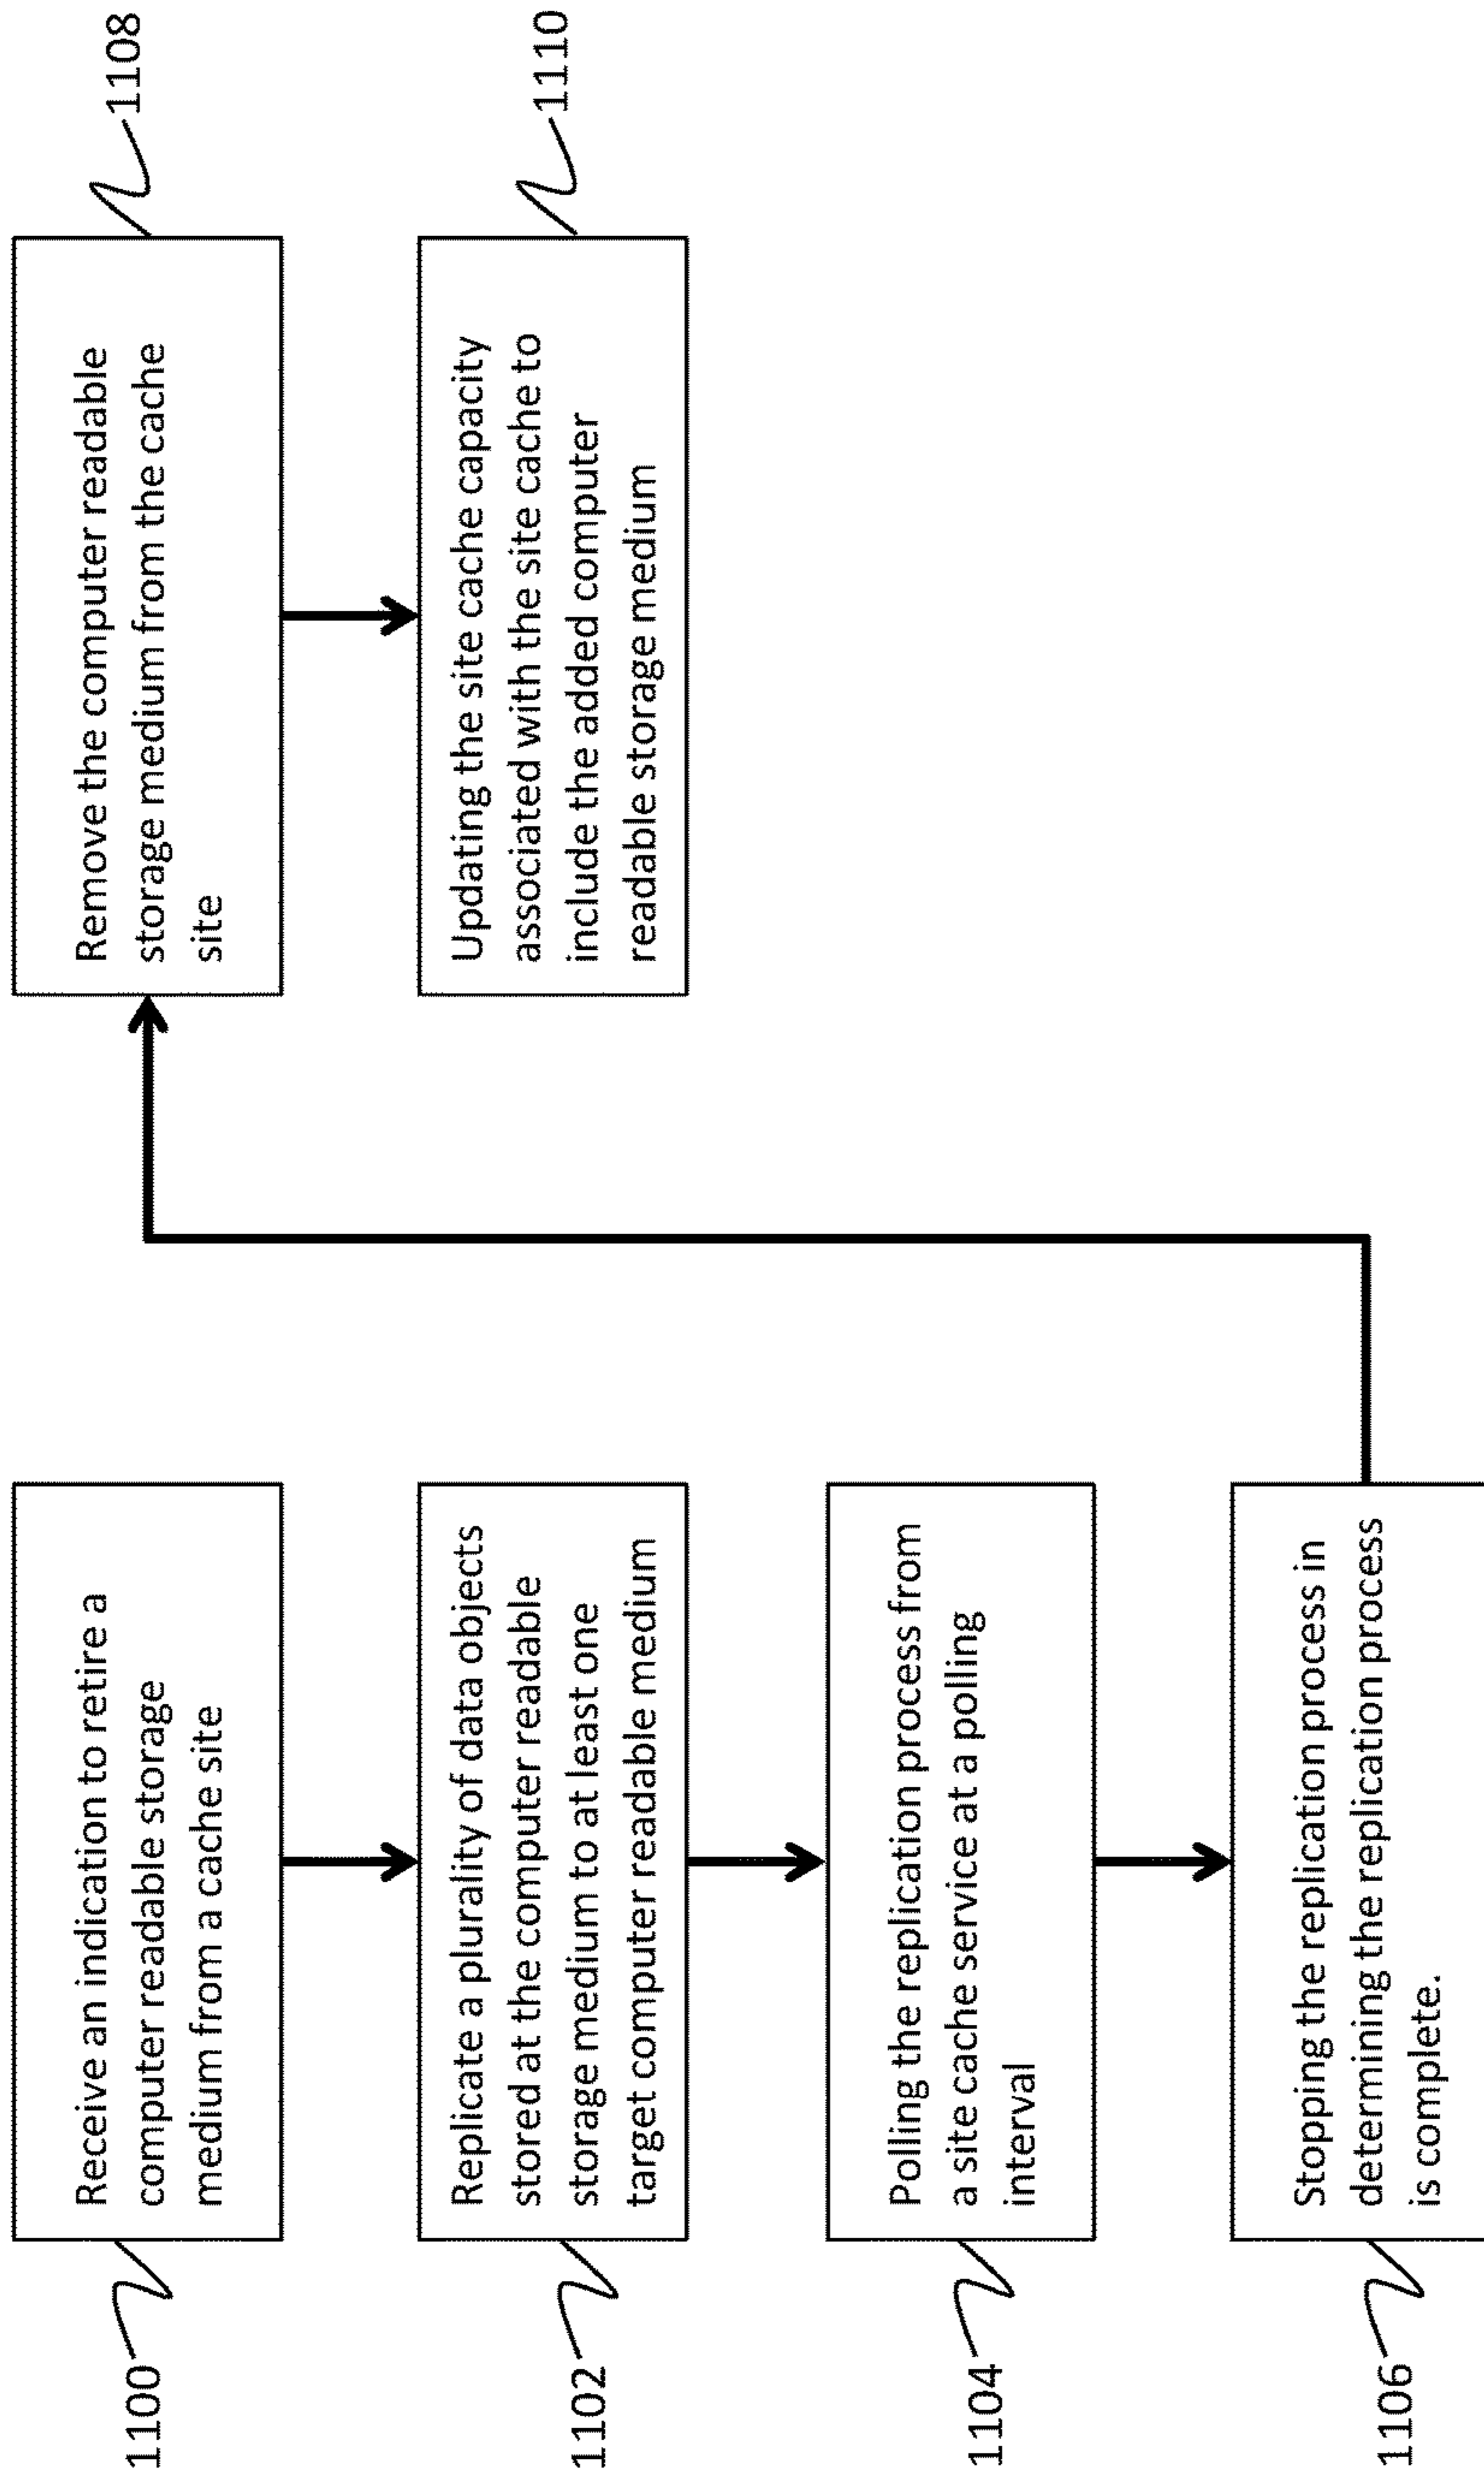 1100
Receive an indication to retire a
computer readable storage
medium from a cache site
1102
Replicate a plurality of data objects
stored at the computer readable
storage medium to at least one
target computer readable medium
1104
Polling the replication process from
a site cache service at a polling
interval
1106
Stopping the replication process in
determining the replication process
is complete.
1108
Remove the computer readable
storage medium from the cache
site
1110
Updating the site cache capacity
associated with the site cache to
include the added computer
readable storage medium